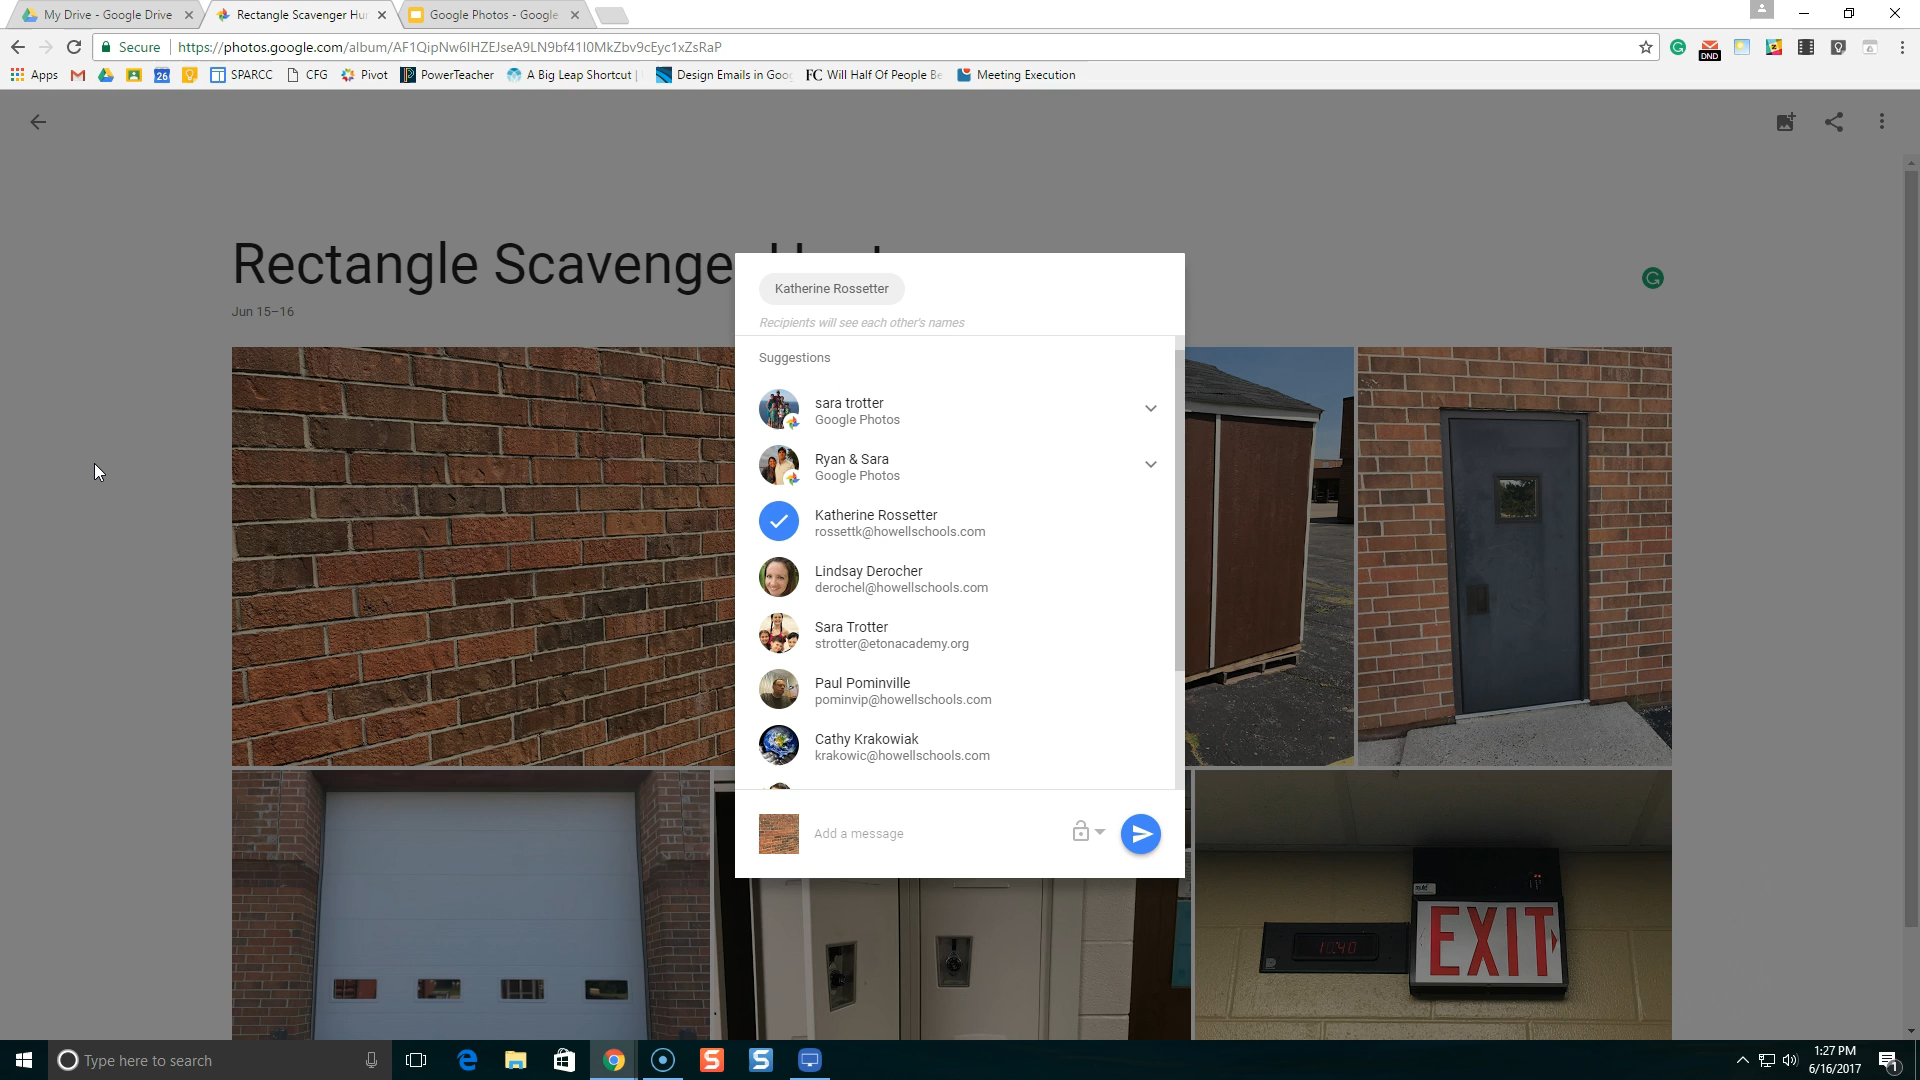 My Drive - Google Drive
Rectangle Scavenger Hu
Google Photos - Google
Secure
https://photos.google.com/album/AF1QipNw6IHZEJseA9LN9bf41I0MkZbv9cEyc1xZsRaP
DND
Apps
26
SPARCC
CFG
Pivot
PowerTeacher
A Big Leap Shortcut |
Design Emails in Goo
FC Will Half Of People Be
Meeting Execution
Rectangle Scavenge
Jun 15–16
Katherine Rossetter
Recipients will see each other's names
Suggestions
sara trotter
Google Photos
Ryan & Sara
Google Photos
Katherine Rossetter
rossettk@howellschools.com
Lindsay Derocher
derochel@howellschools.com
Sara Trotter
strotter@etonacademy.org
Paul Pominville
pominvip@howellschools.com
Cathy Krakowiak
krakowic@howellschools.com
Add a message
10:40
EXIT
Type here to search
1:27 PM
6/16/2017
1